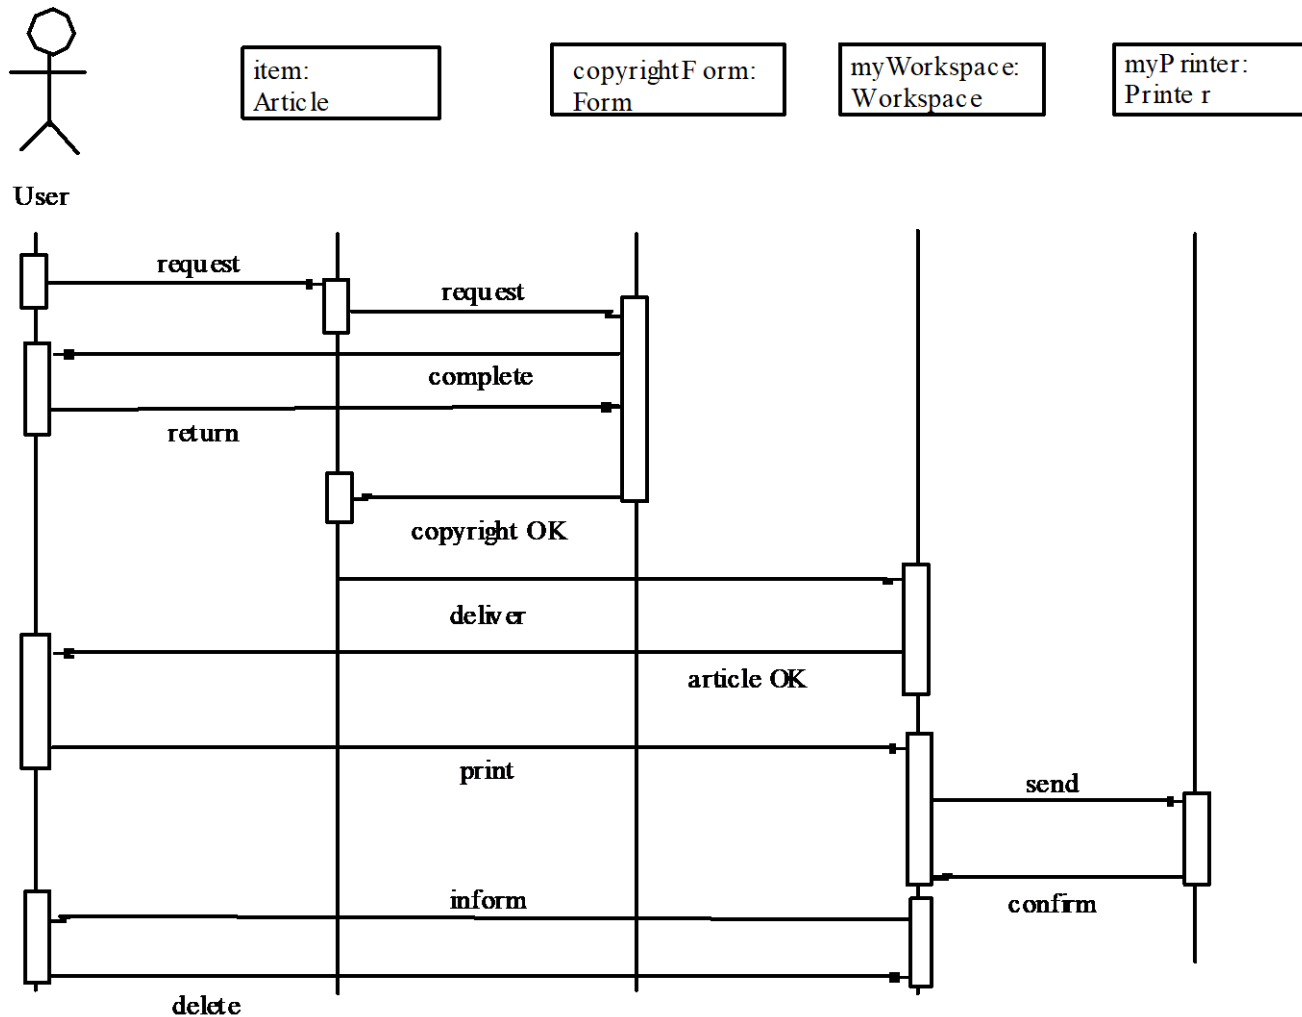 item:
Article
copyrightForm:
Form
myWorkspace:
Workspace
myPrinter:
Printer
User
request
request
complete
return
copyright OK
deliver
article OK
print
send
inform
confirm
delete